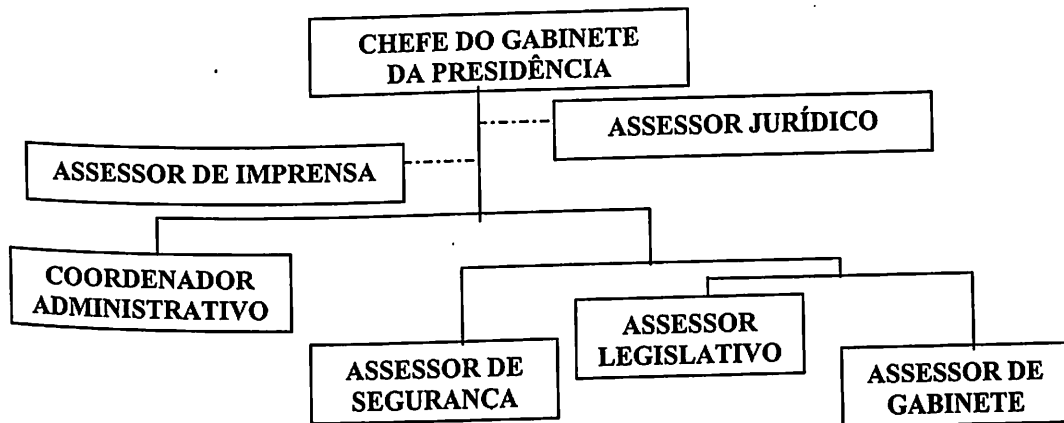 CHEFE DO GABINETE
DA PRESIDÊNCIA
ASSESSOR JURÍDICO
ASSESSOR DE IMPRENSA
COORDENADOR
ADMINISTRATIVO
ASSESSOR
LEGISLATIVO
ASSESSOR DE
SEGURANÇA
ASSESSOR DE
GABINETE